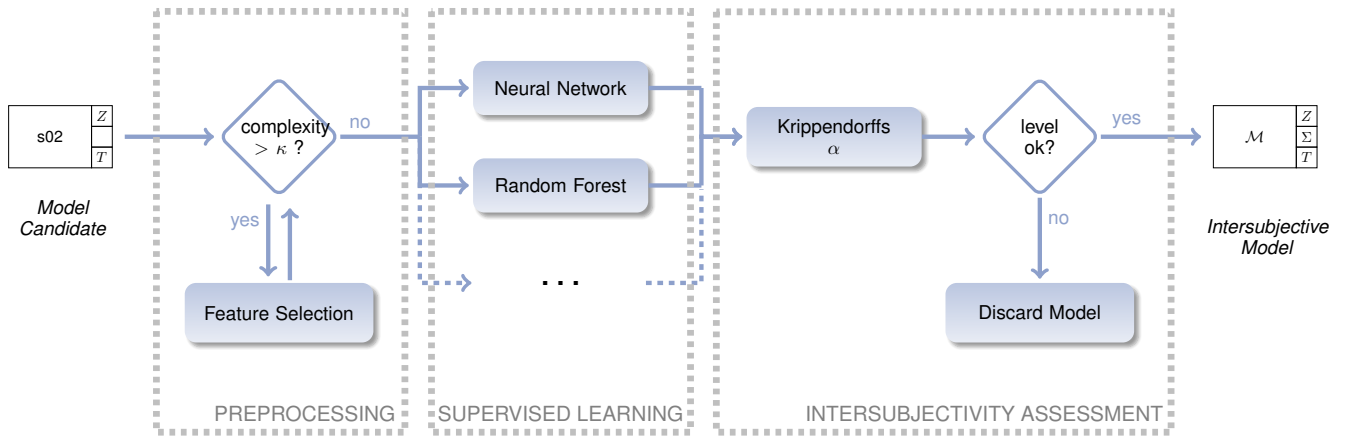 s02
Z
T
Model
Candidate
complexity
> κ ?
no
yes
Feature Selection
PREPROCESSING
Neural Network
Random Forest
...
SUPERVISED LEARNING
Krippendorffs
α
level
ok?
yes
no
Discard Model
INTERSUBJECTIVITY ASSESSMENT
ℳ
Z
Σ
T
Intersubjective
Model